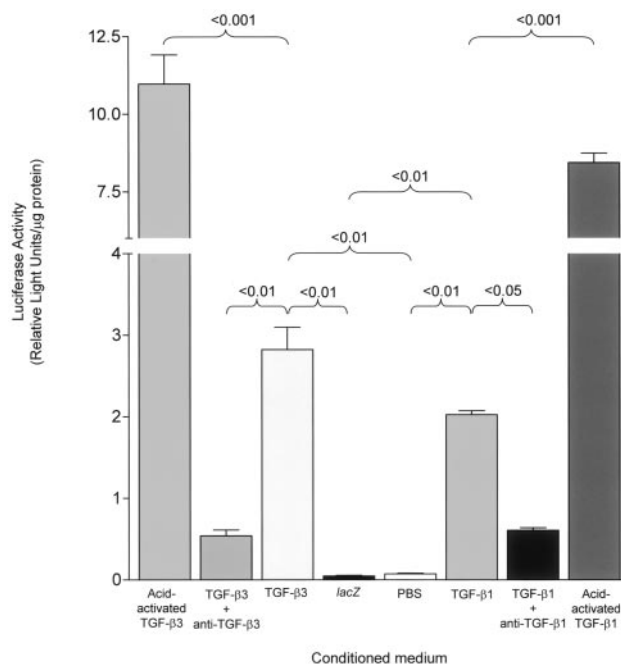 <0.001
<0.001
12.5
10.0
7.5
<0.01
<0.01
4
<0.01
<0.01
<0.01
<0.05
3
2
1
0
Luciferase Activity
(Relative Light Units/μg protein)
Acid-
activated
TGF-β3
TGF-β3
+
anti-TGF-β3
TGF-β3
lacZ
PBS
TGF-β1
TGF-β1
+
anti-TGF-β1
Acid-
activated
TGF-β1
Conditioned medium